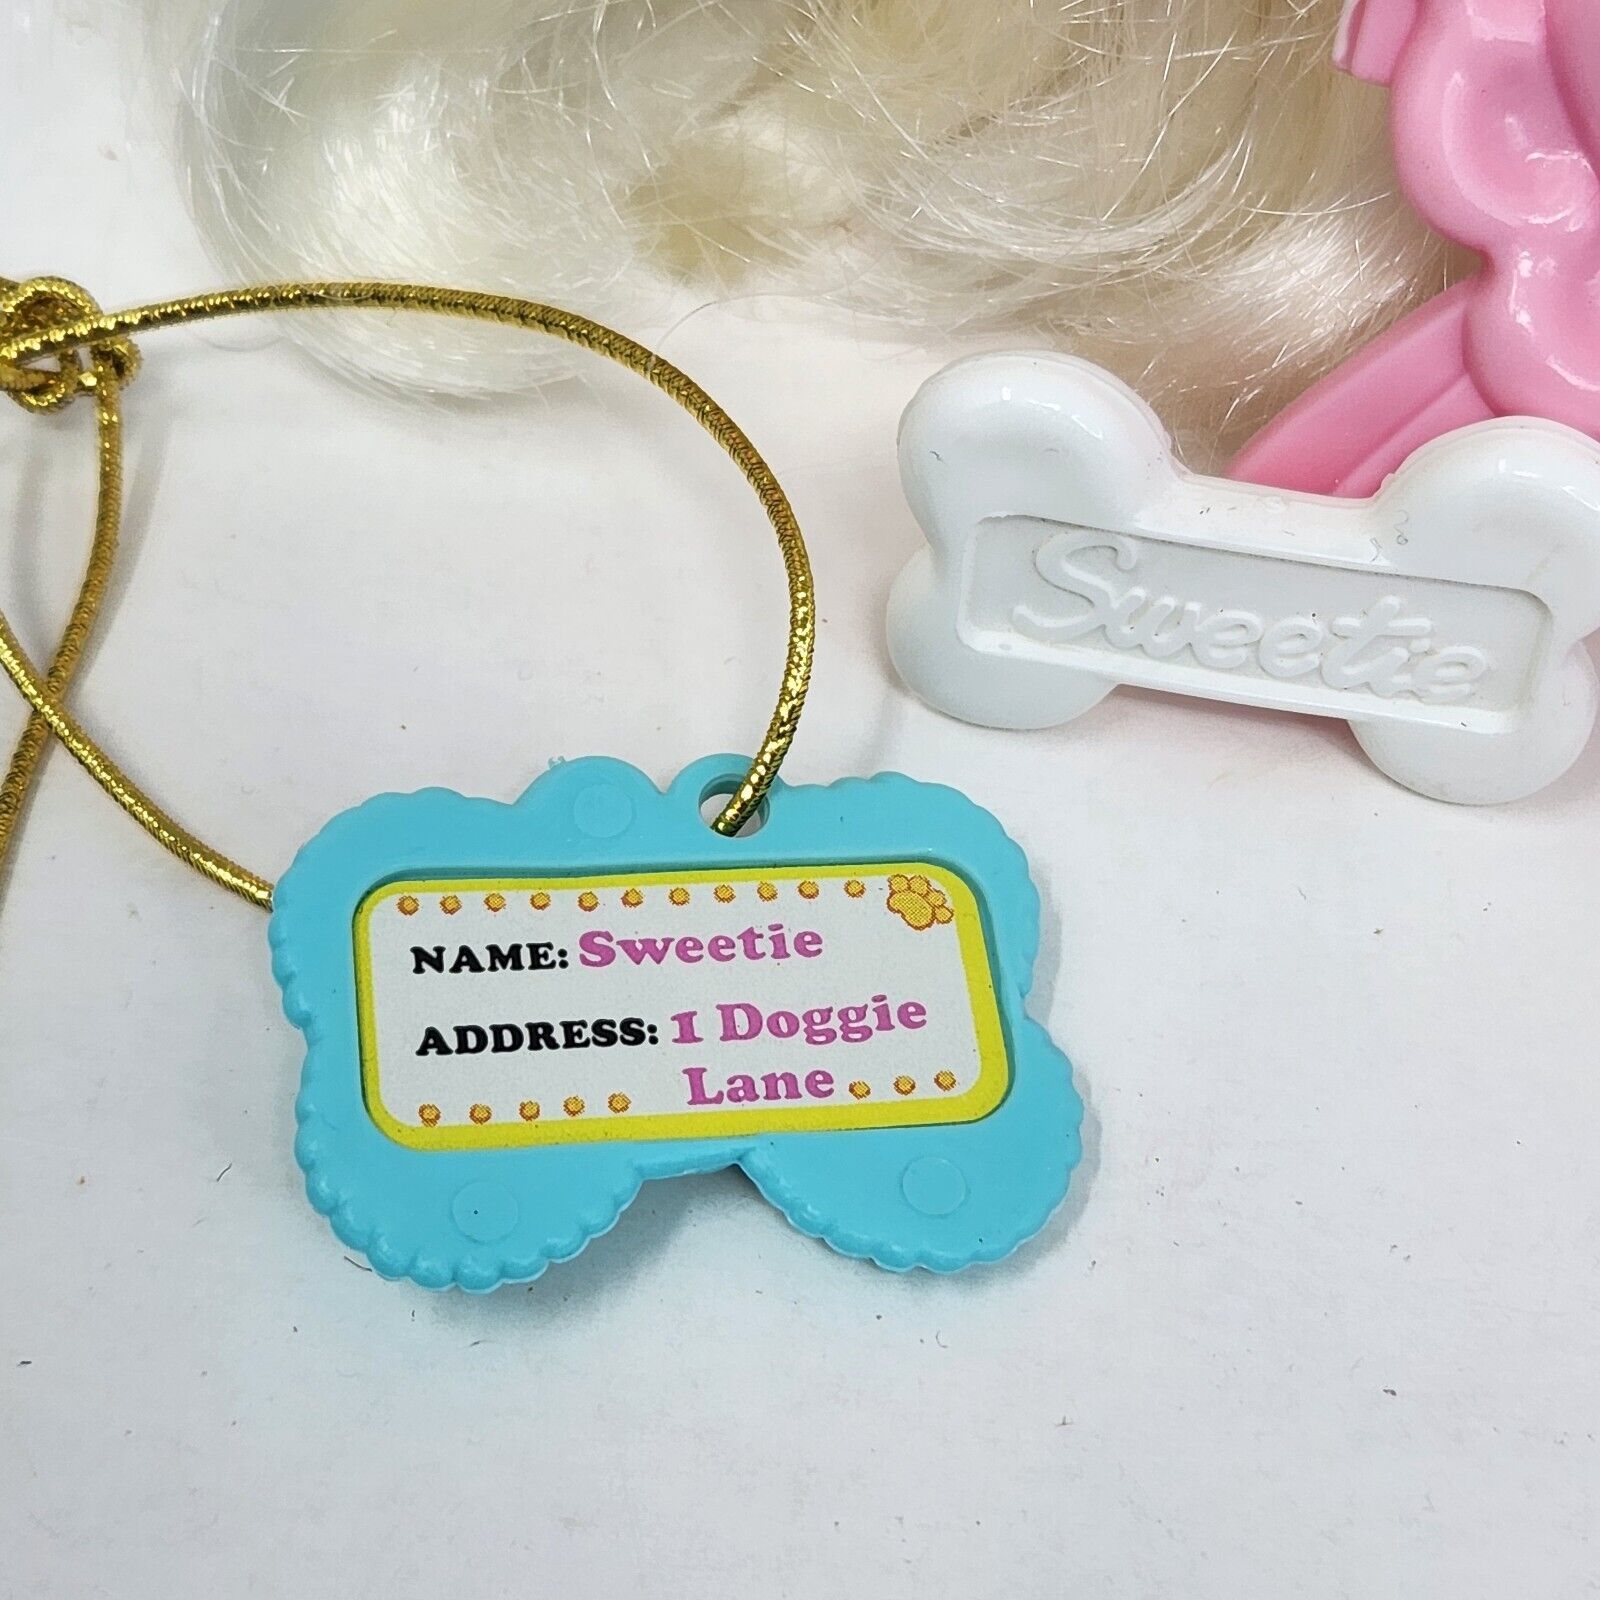 Sweetie
NAME: Sweetie
ADDRESS: 1 Doggie
Lane